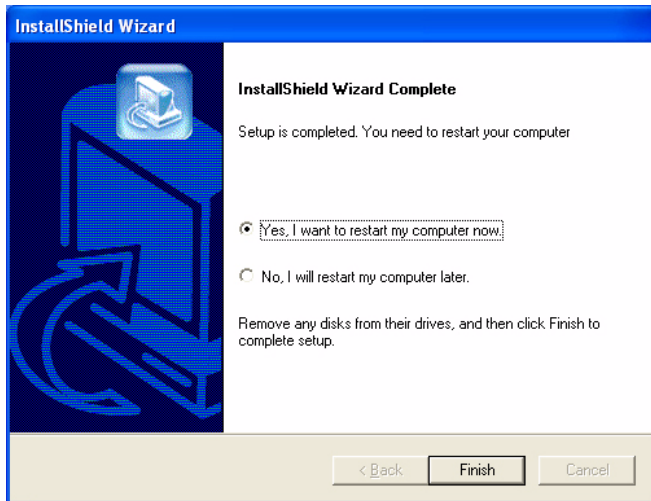 InstallShield Wizard
InstallShield Wizard Complete
Setup is completed. You need to restart your computer
Yes, I want to restart my computer now.
No, I will restart my computer later.
Remove any disks from their drives, and then click Finish to
complete setup.
< Back
Finish
Cancel